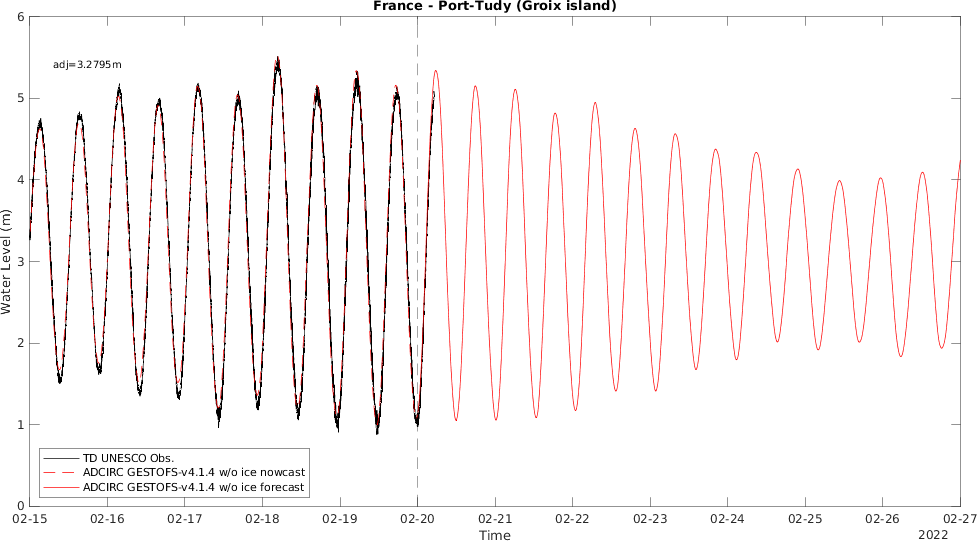 France - Port-Tudy (Groix island)
adj=3.2795m
6
5
4
3
2
1
0
Water Level (m)
TD UNESCO Obs.
ADCIRC GESTOFS-v4.1.4 w/o ice nowcast
ADCIRC GESTOFS-v4.1.4 w/o ice forecast
02-15 02-16 02-17 02-18 02-19 02-20 02-21 02-22 02-23 02-24 02-25 02-26 02-27
Time
2022